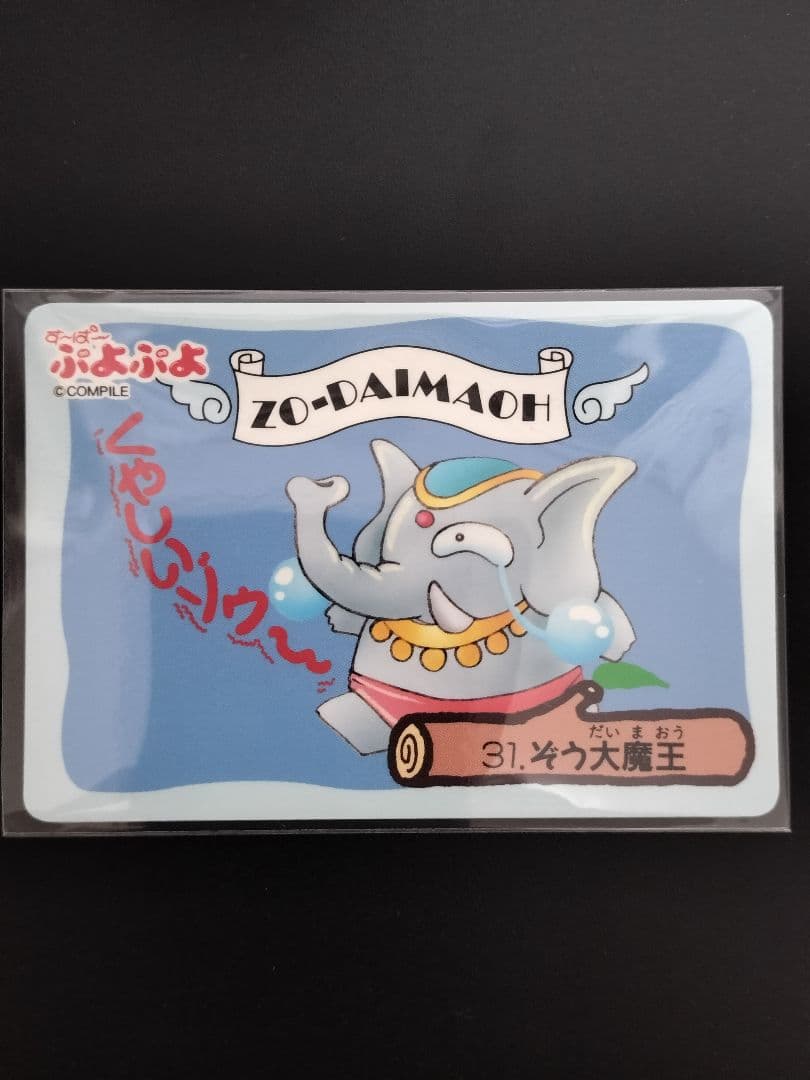 す〜ぱ〜
ぷよぷよ
©COMPILE
ZO-DAIMAOH
くやしいゾウ〜
だいまおう
31.ぞう大魔王